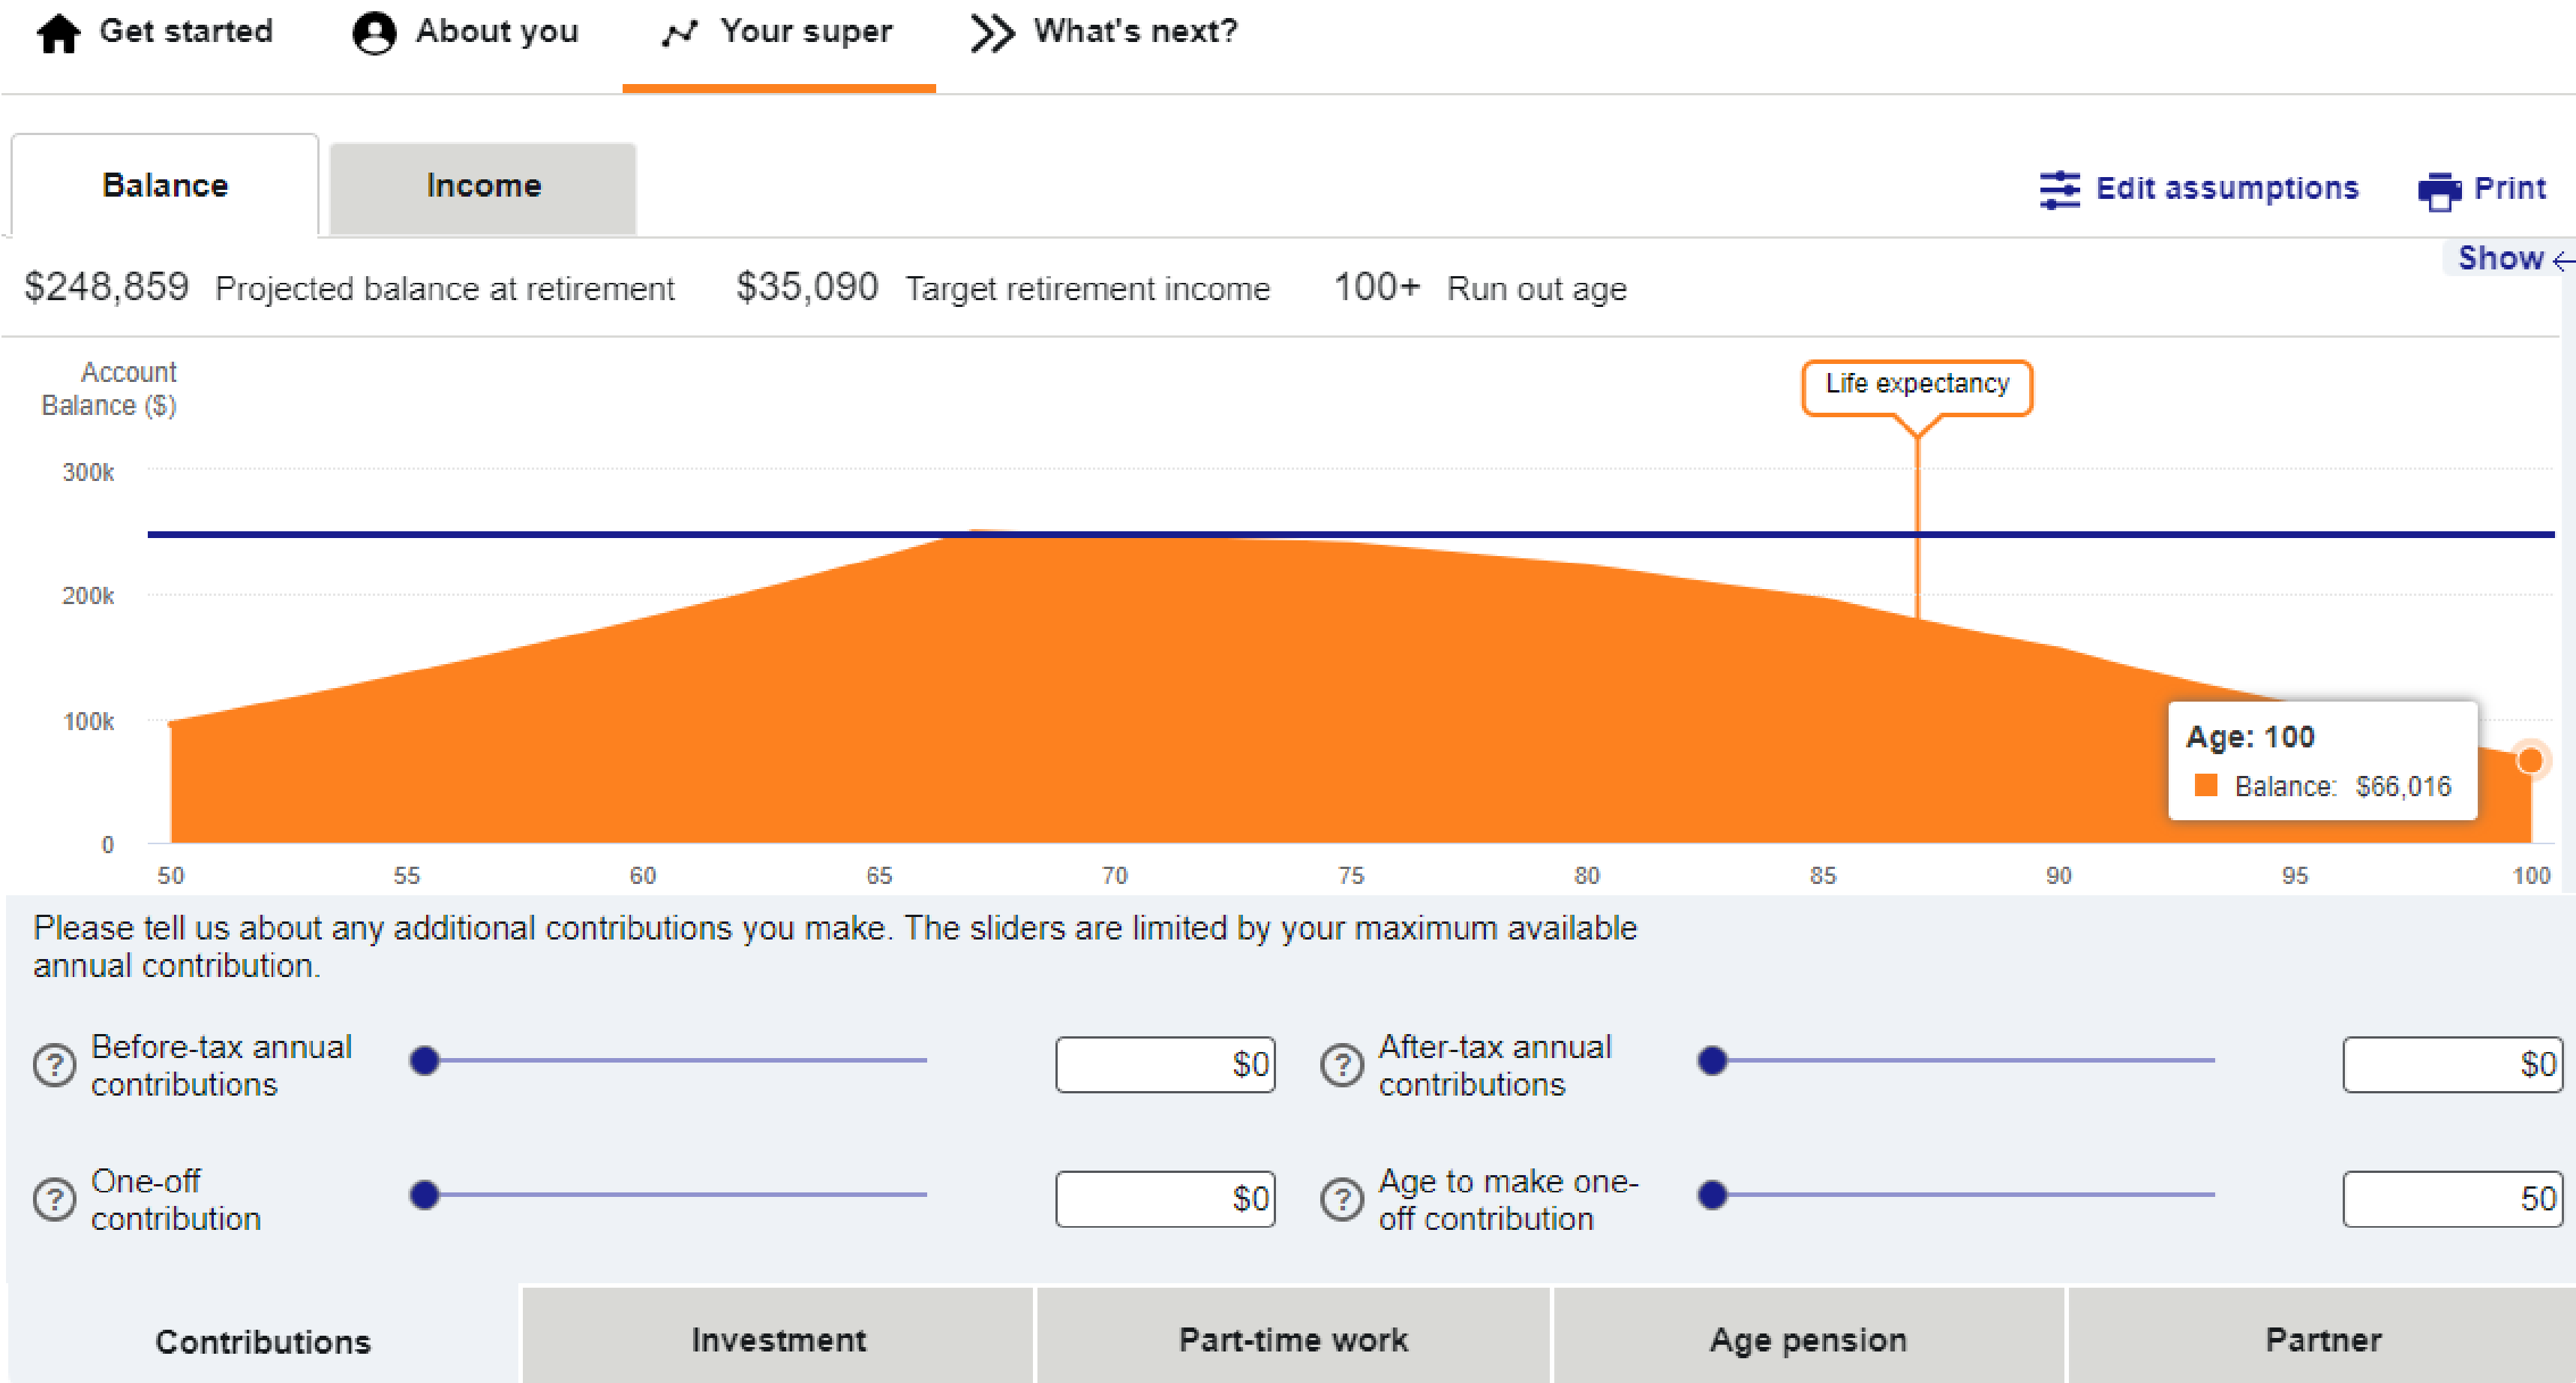 Get started About you Your super What's next?
Balance Income Edit assumptions Print
Show
$248,859 Projected balance at retirement $35,090 Target retirement income 100+ Run out age
Account
Balance ($)
Life expectancy
300k
200k
100k
0
Age: 100
Balance: $66,016
50 55 60 65 70 75 80 85 90 95 100
Please tell us about any additional contributions you make. The sliders are limited by your maximum available
annual contribution.
? Before-tax annual
contributions
$0
? After-tax annual
contributions
$0
? One-off
contribution
$0
? Age to make one-
off contribution
50
Contributions Investment Part-time work Age pension Partner